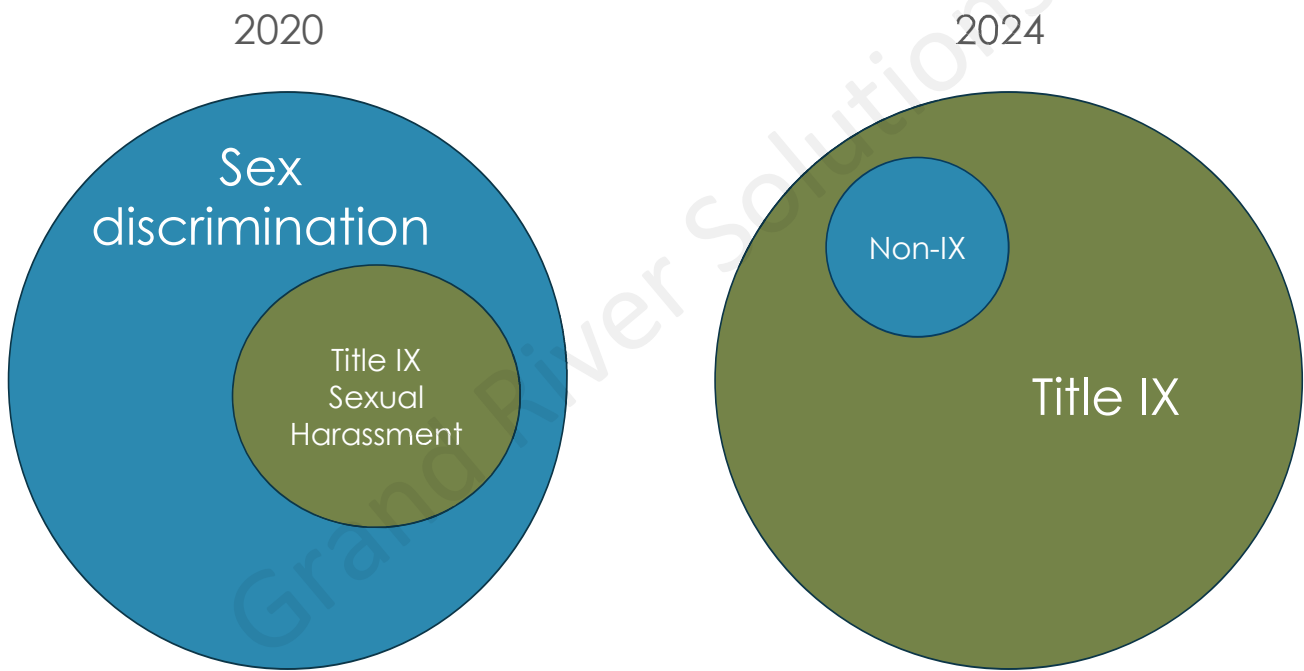 2020
2024
Sex
discrimination
Title IX
Sexual
Harassment
Non-IX
Title IX
Grand River Solutions